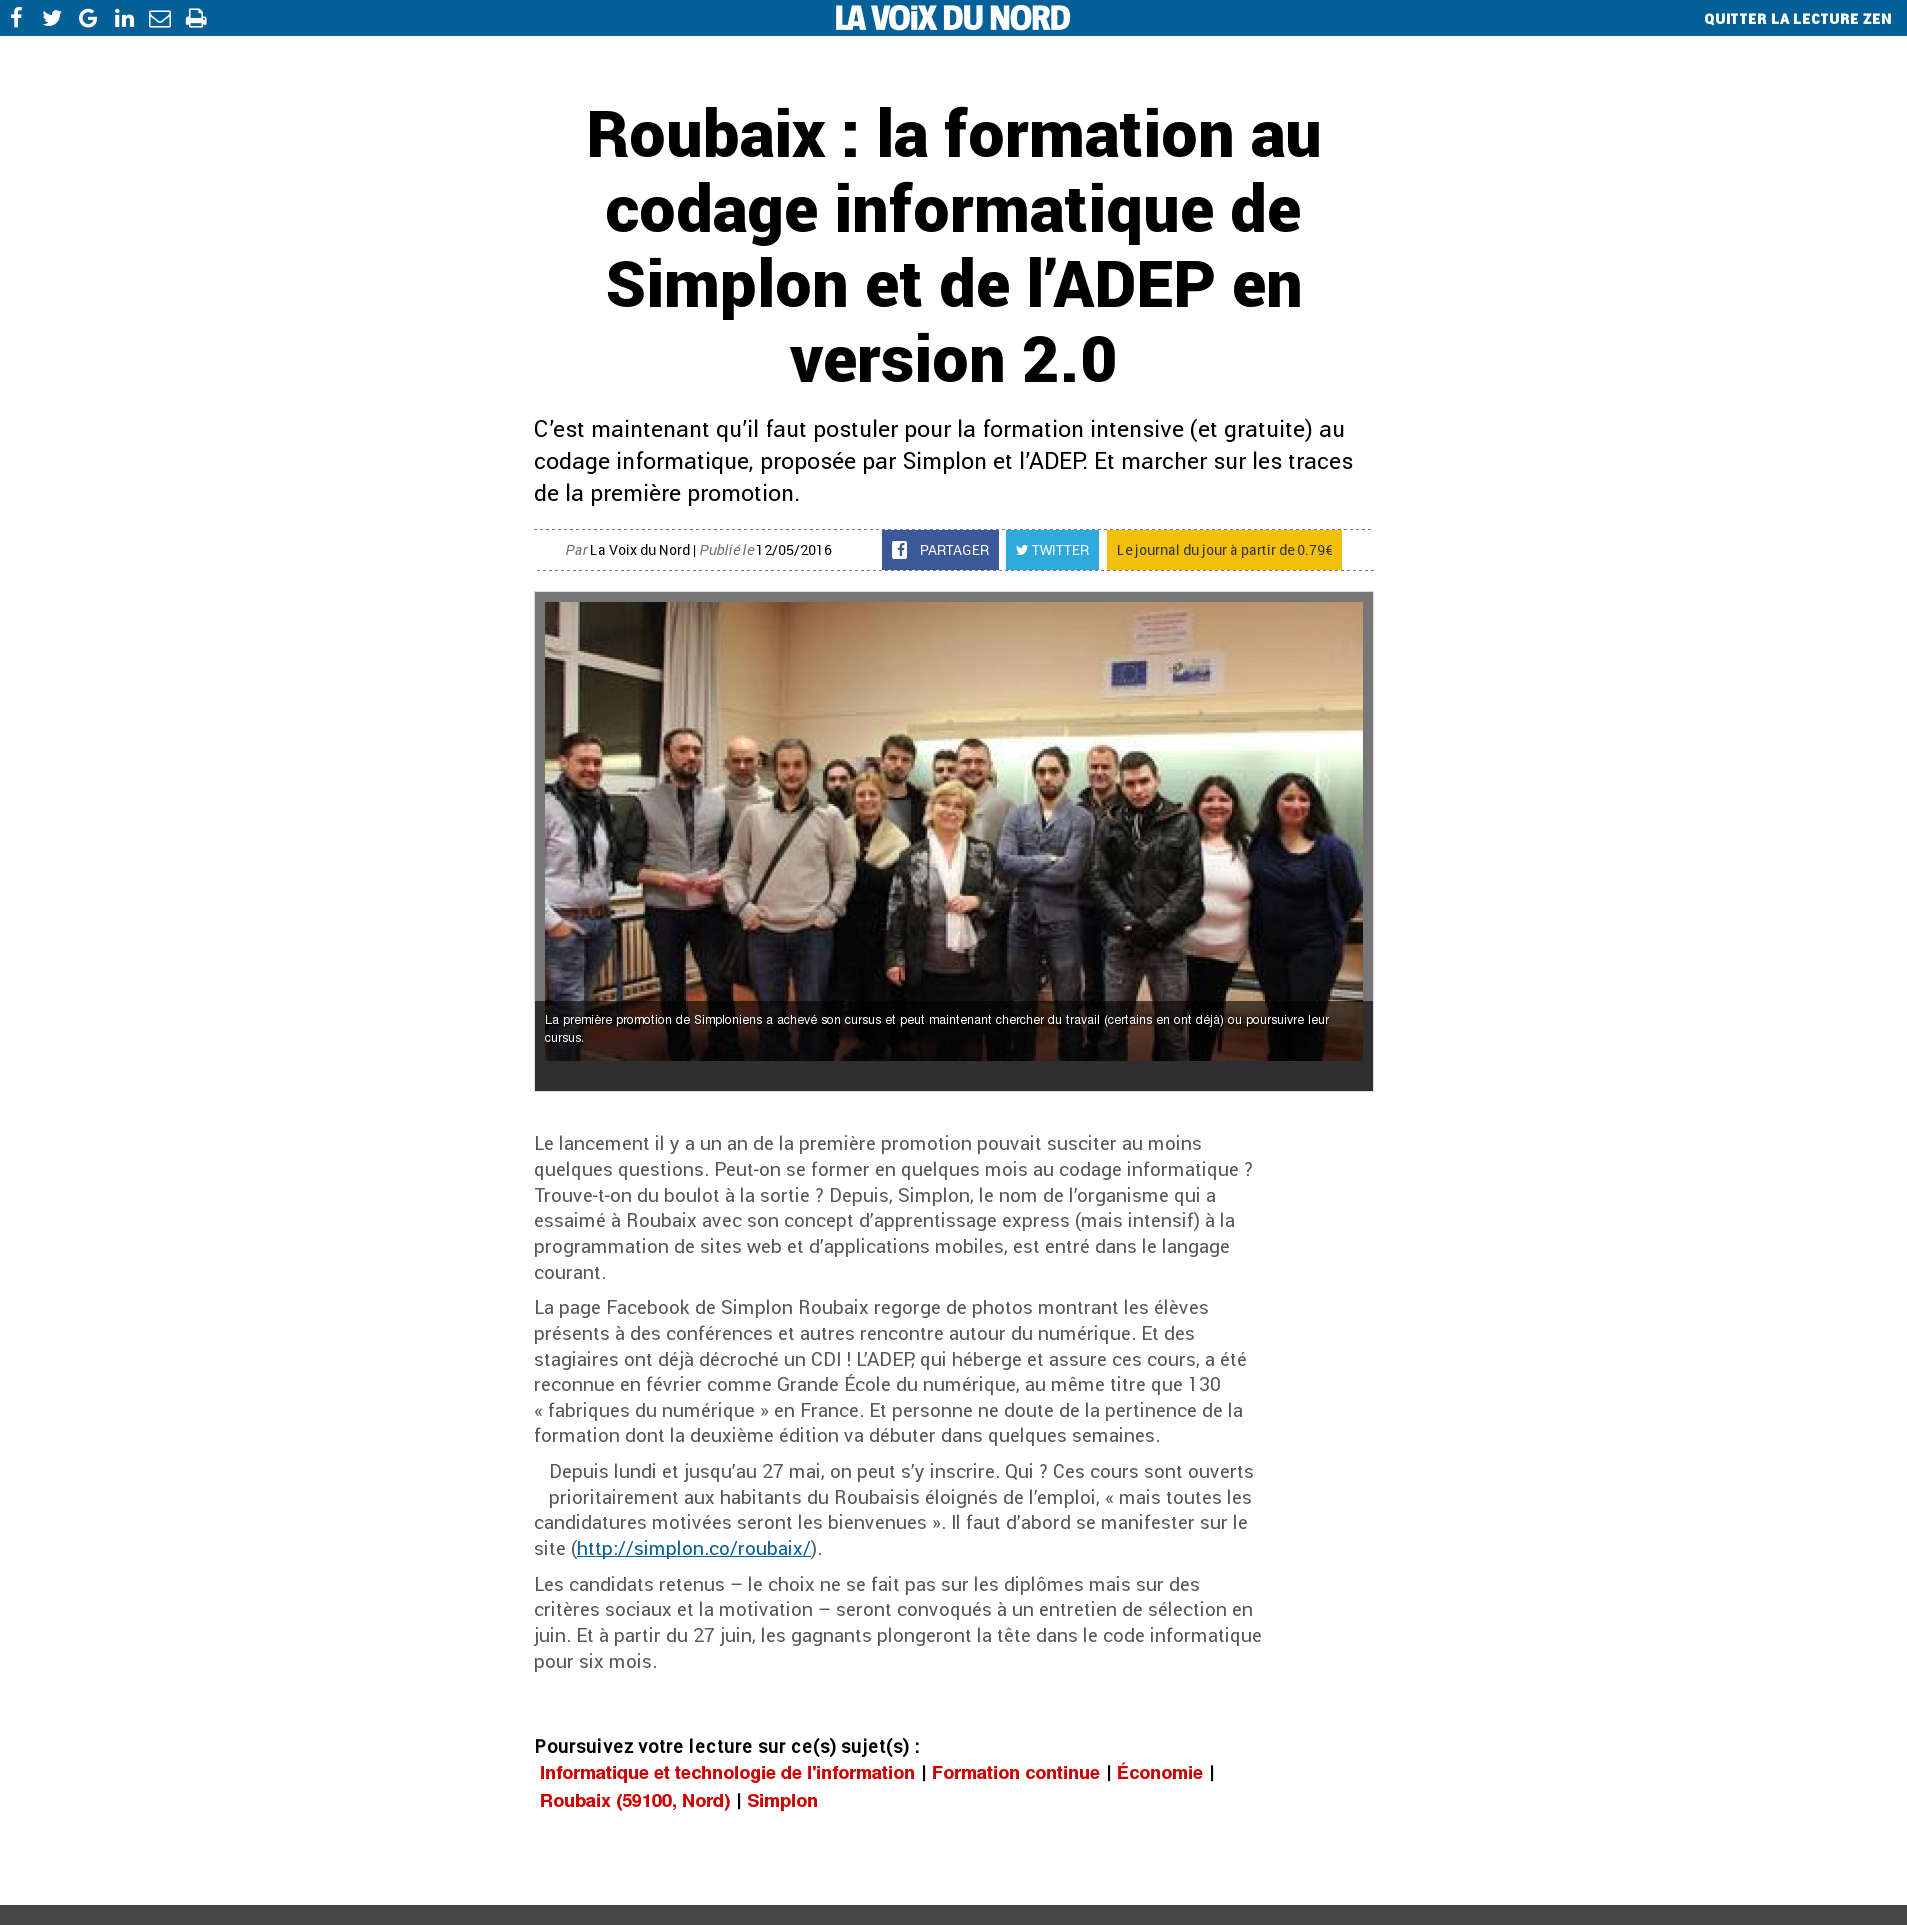 LA VOiX DU NORD
QUITTER LA LECTURE ZEN
Roubaix : la formation au
codage informatique de
Simplon et de l’ADEP en
version 2.0
C’est maintenant qu’il faut postuler pour la formation intensive (et gratuite) au
codage informatique, proposée par Simplon et l’ADEP. Et marcher sur les traces
de la première promotion.
Par La Voix du Nord | Publié le 12/05/2016
PARTAGER
TWITTER
Le journal du jour à partir de 0.79€
La première promotion de Simploniens a achevé son cursus et peut maintenant chercher du travail (certains en ont déjà) ou poursuivre leur
cursus.
Le lancement il y a un an de la première promotion pouvait susciter au moins
quelques questions. Peut-on se former en quelques mois au codage informatique ?
Trouve-t-on du boulot à la sortie ? Depuis, Simplon, le nom de l’organisme qui a
essaimé à Roubaix avec son concept d’apprentissage express (mais intensif) à la
programmation de sites web et d’applications mobiles, est entré dans le langage
courant.
La page Facebook de Simplon Roubaix regorge de photos montrant les élèves
présents à des conférences et autres rencontre autour du numérique. Et des
stagiaires ont déjà décroché un CDI ! L’ADEP, qui héberge et assure ces cours, a été
reconnue en février comme Grande École du numérique, au même titre que 130
« fabriques du numérique » en France. Et personne ne doute de la pertinence de la
formation dont la deuxième édition va débuter dans quelques semaines.
Depuis lundi et jusqu’au 27 mai, on peut s’y inscrire. Qui ? Ces cours sont ouverts
prioritairement aux habitants du Roubaisis éloignés de l’emploi, « mais toutes les
candidatures motivées seront les bienvenues ». Il faut d’abord se manifester sur le
site (http://simplon.co/roubaix/).
Les candidats retenus – le choix ne se fait pas sur les diplômes mais sur des
critères sociaux et la motivation – seront convoqués à un entretien de sélection en
juin. Et à partir du 27 juin, les gagnants plongeront la tête dans le code informatique
pour six mois.
Poursuivez votre lecture sur ce(s) sujet(s) :
Informatique et technologie de l'information | Formation continue | Économie |
Roubaix (59100, Nord) | Simplon